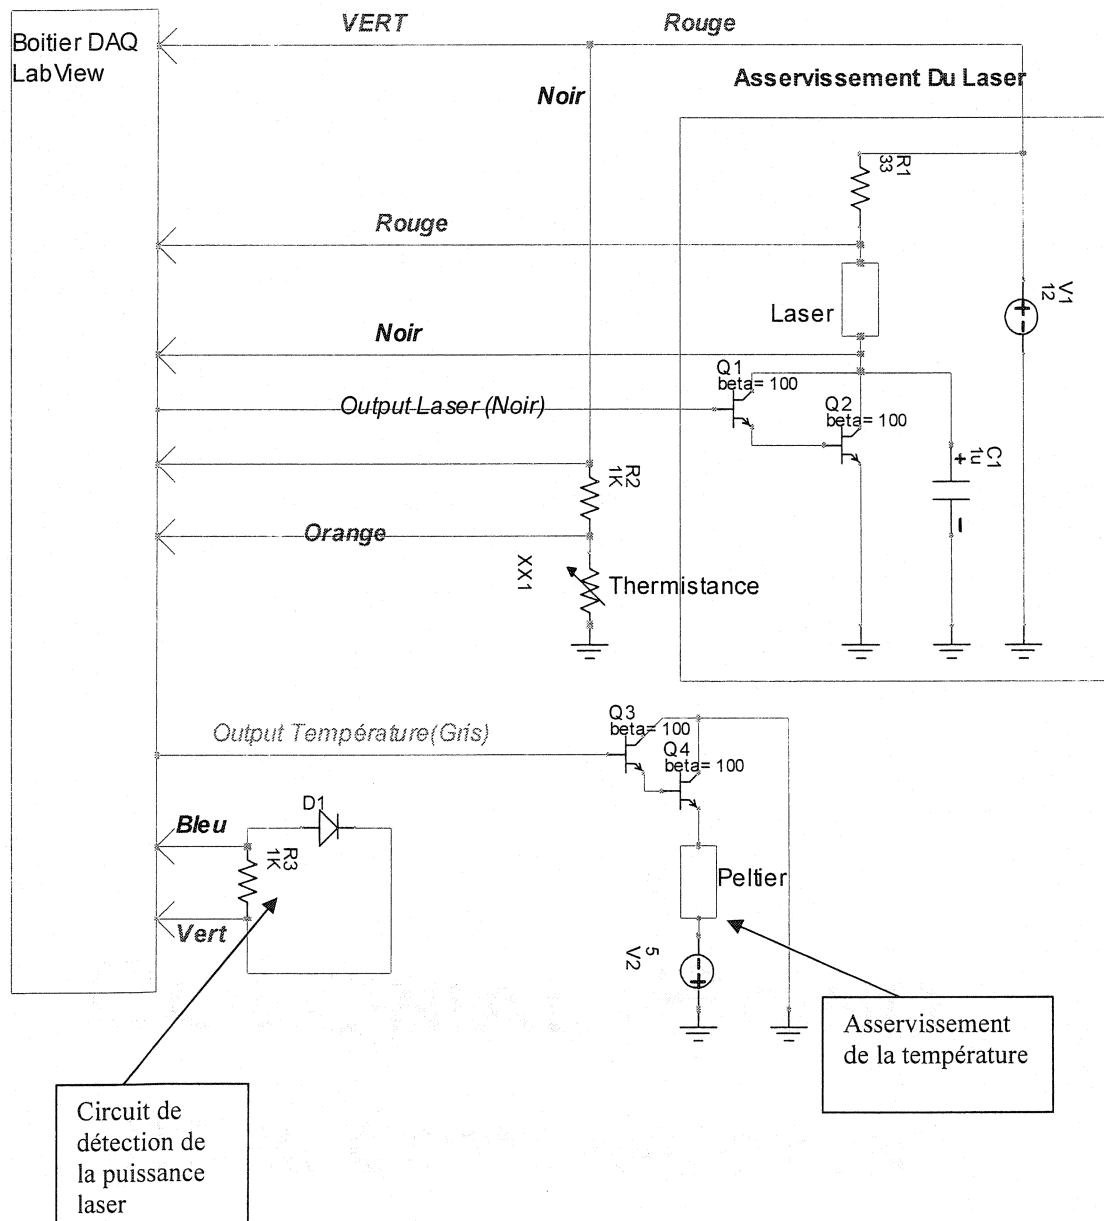 VERT
Rouge
Boitier DAQ
LabView
Noir
Asservissement Du Laser
R1
33
Rouge
V1
12
Laser
Noir
Q1
beta= 100
Output Laser (Noir)
Q2
beta= 100
C1
1u
R2
1K
Orange
XX1
Thermistance
Q3
beta= 100
Output Température(Gris)
Q4
beta= 100
D1
Bleu
R3
1K
Peltier
Vert
5
V2
Asservissement
de la température
Circuit de
détection de
la puissance
laser